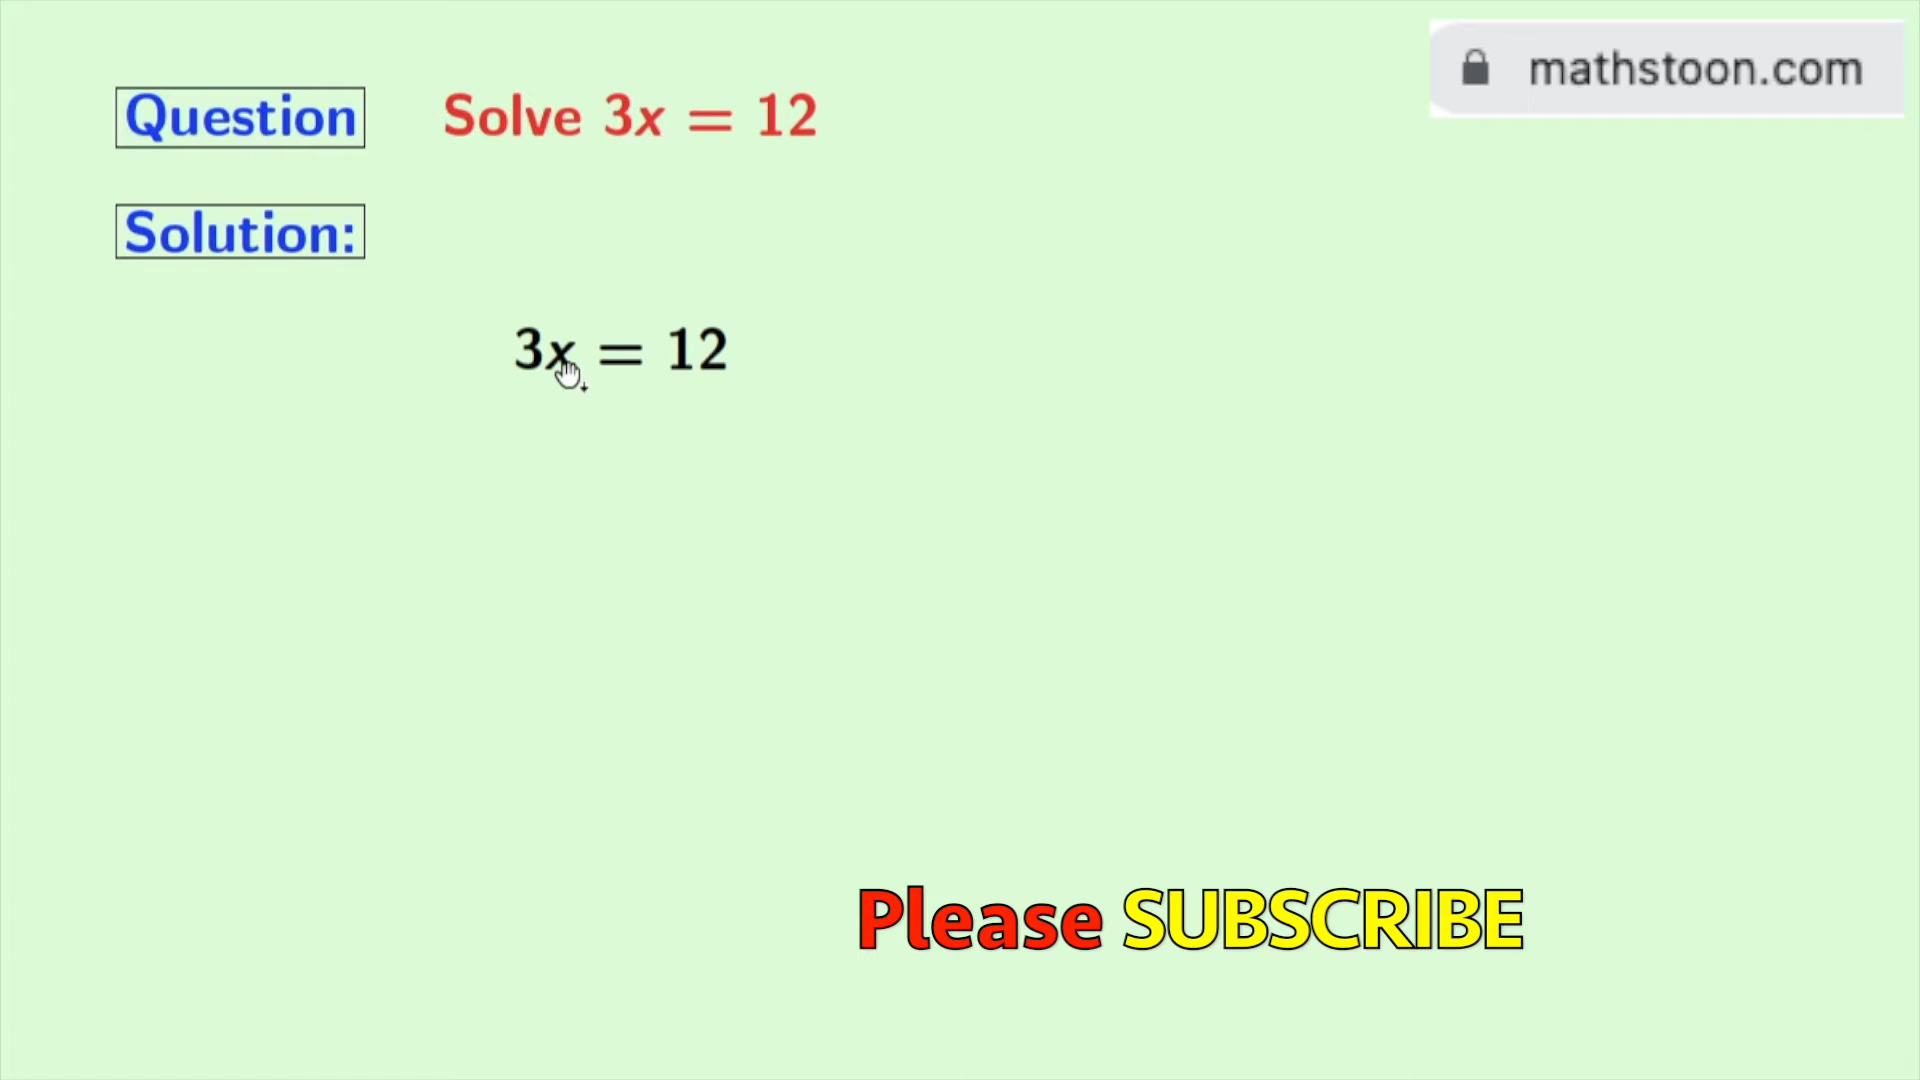 mathstoon.com
Question Solve 3x = 12
Solution:
3x = 12
Please SUBSCRIBE